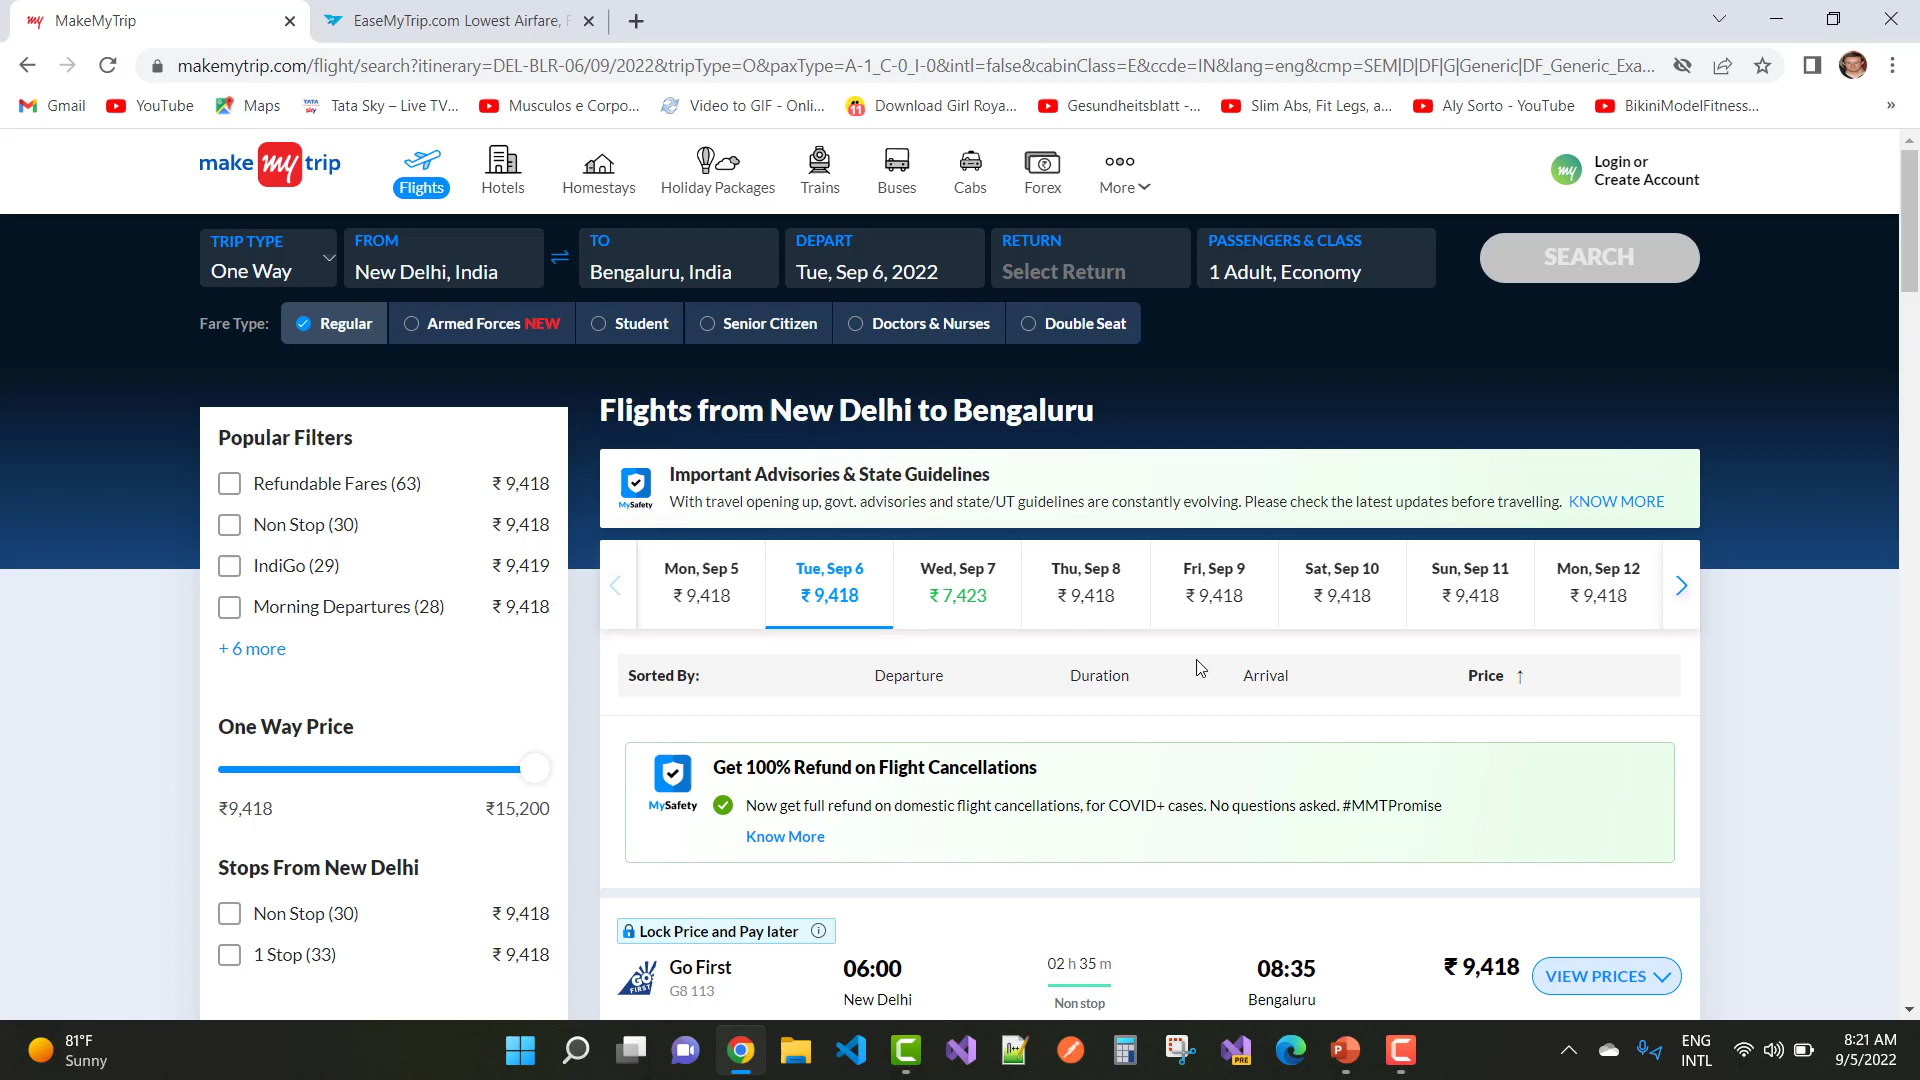 MakeMyTrip
EaseMyTrip.com Lowest Airfare, F
makemytrip.com/flight/search?itinerary=DEL-BLR-06/09/2022&tripType=O&paxType=A-1_C-0_I-0&intl=false&cabinClass=E&ccde=IN&lang=eng&cmp=SEM|D|DF|G|Generic|DF_Generic_Exa...
Gmail YouTube Maps Tata Sky – Live TV... Musculos e Corpo... Video to GIF - Onli... Download Girl Roya... Gesundheitsblatt -... Slim Abs, Fit Legs, a... Aly Sorto - YouTube BikiniModelFitness... »
make my trip
Flights Hotels Homestays Holiday Packages Trains Buses Cabs Forex More
my Login or
Create Account
TRIP TYPE FROM TO DEPART RETURN PASSENGERS & CLASS
One Way New Delhi, India Bengaluru, India Tue, Sep 6, 2022 Select Return 1 Adult, Economy
SEARCH
Fare Type: Regular Armed Forces NEW Student Senior Citizen Doctors & Nurses Double Seat
Popular Filters
Refundable Fares (63) ₹ 9,418
Non Stop (30) ₹ 9,418
IndiGo (29) ₹ 9,419
Morning Departures (28) ₹ 9,418
+ 6 more
One Way Price
₹9,418 ₹15,200
Stops From New Delhi
Non Stop (30) ₹ 9,418
1 Stop (33) ₹ 9,418
Flights from New Delhi to Bengaluru
Important Advisories & State Guidelines
MySafety With travel opening up, govt. advisories and state/UT guidelines are constantly evolving. Please check the latest updates before travelling. KNOW MORE
Mon, Sep 5 Tue, Sep 6 Wed, Sep 7 Thu, Sep 8 Fri, Sep 9 Sat, Sep 10 Sun, Sep 11 Mon, Sep 12
₹ 9,418 ₹ 9,418 ₹ 7,423 ₹ 9,418 ₹ 9,418 ₹ 9,418 ₹ 9,418 ₹ 9,418
Sorted By: Departure Duration Arrival Price ↑
Get 100% Refund on Flight Cancellations
MySafety Now get full refund on domestic flight cancellations, for COVID+ cases. No questions asked. #MMTPromise
Know More
Lock Price and Pay later
GO FIRST Go First 06:00 02 h 35 m 08:35 ₹ 9,418 VIEW PRICES
G8 113 New Delhi Non stop Bengaluru
81°F
Sunny
PRE
ENG
INTL
8:21 AM
9/5/2022